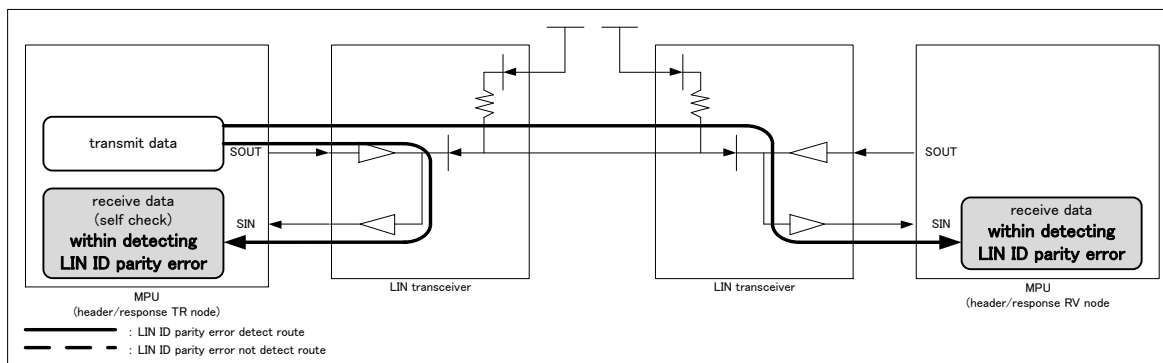 transmit data
SOUT
receive data
(self check)
within detecting
LIN ID parity error
SIN
MPU
(header/response TR node)
LIN transceiver
LIN transceiver
SOUT
SIN
receive data
within detecting
LIN ID parity error
MPU
(header/response RV node
: LIN ID parity error detect route
: LIN ID parity error not detect route